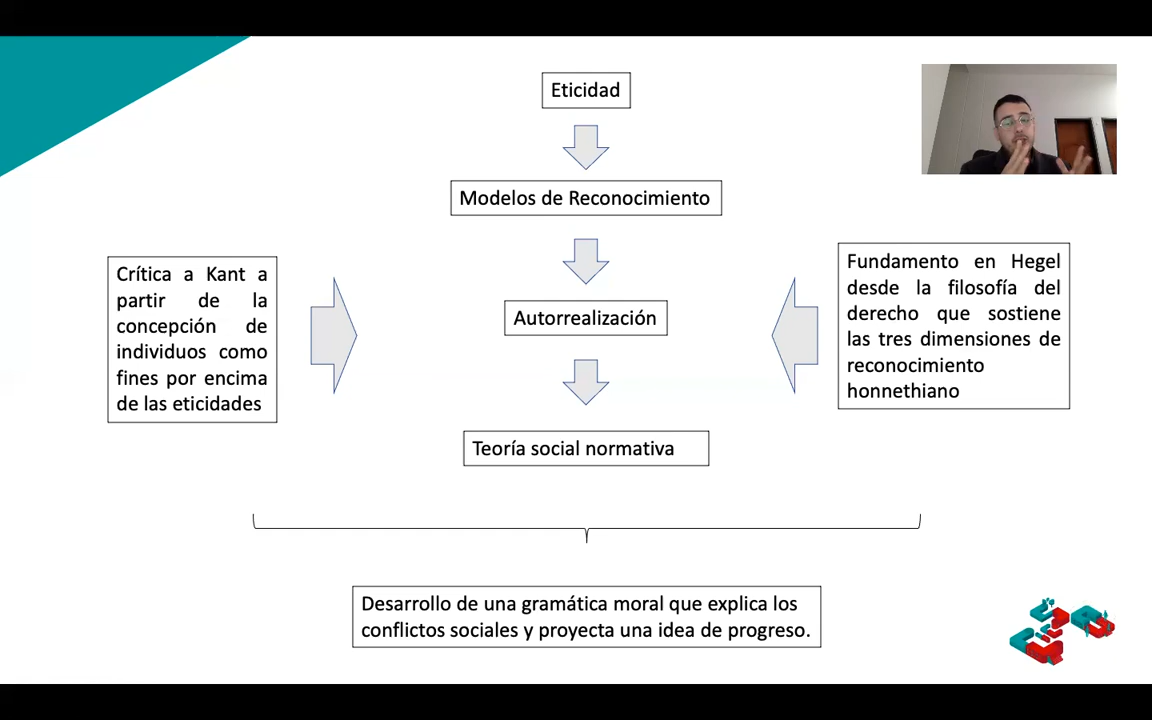 Eticidad
Modelos de Reconocimiento
Autorrealización
Teoría social normativa
Crítica a Kant a
partir de la
concepción de
individuos como
fines por encima
de las eticidades
Fundamento en Hegel
desde la filosofía del
derecho que sostiene
las tres dimensiones de
reconocimiento
honnethiano
Desarrollo de una gramática moral que explica los
conflictos sociales y proyecta una idea de progreso.